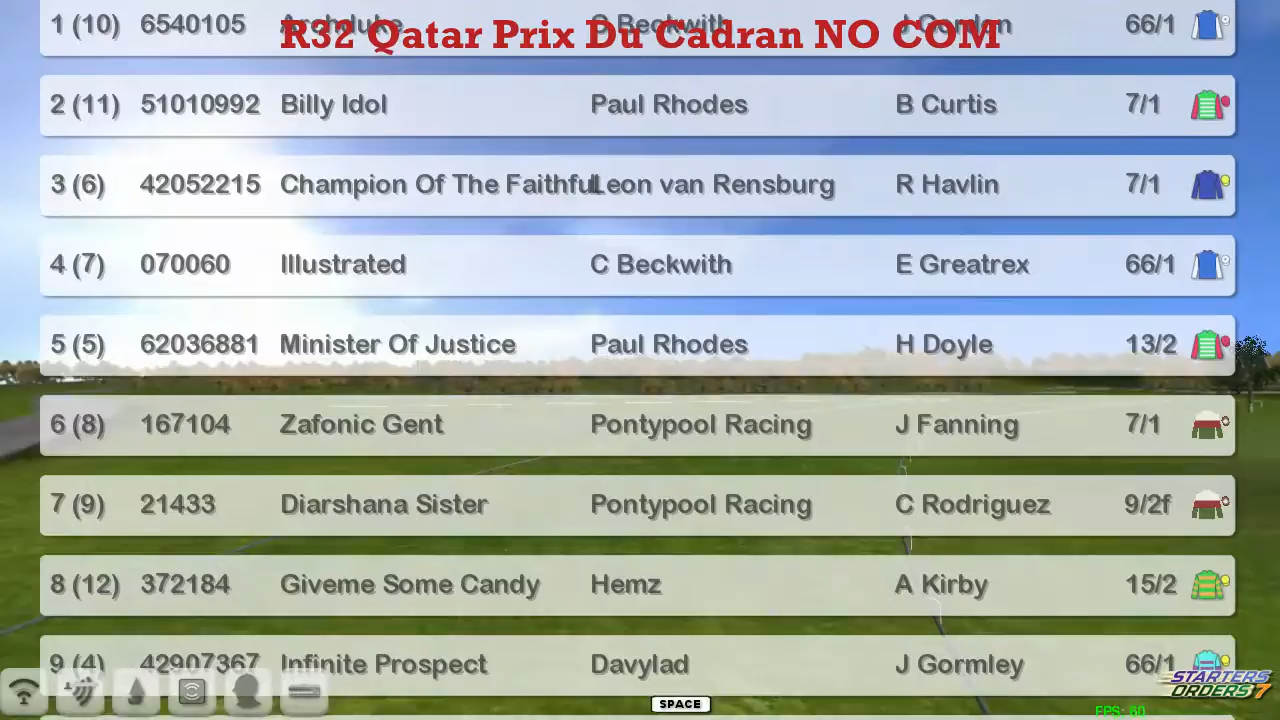 R32 Qatar Prix Du Cadran NO COM
1 (10) 6540105 Archduke C Beckwith J Gordon 66/1
2 (11) 51010992 Billy Idol Paul Rhodes B Curtis 7/1
3 (6) 42052215 Champion Of The Faithful Leon van Rensburg R Havlin 7/1
4 (7) 070060 Illustrated C Beckwith E Greatrex 66/1
5 (5) 62036881 Minister Of Justice Paul Rhodes H Doyle 13/2
6 (8) 167104 Zafonic Gent Pontypool Racing J Fanning 7/1
7 (9) 21433 Diarshana Sister Pontypool Racing C Rodriguez 9/2f
8 (12) 372184 Giveme Some Candy Hemz A Kirby 15/2
9 (4) 42907367 Infinite Prospect Davylad J Gormley 66/1
STARTERS
ORDERS 7
SPACE
FPS: 60